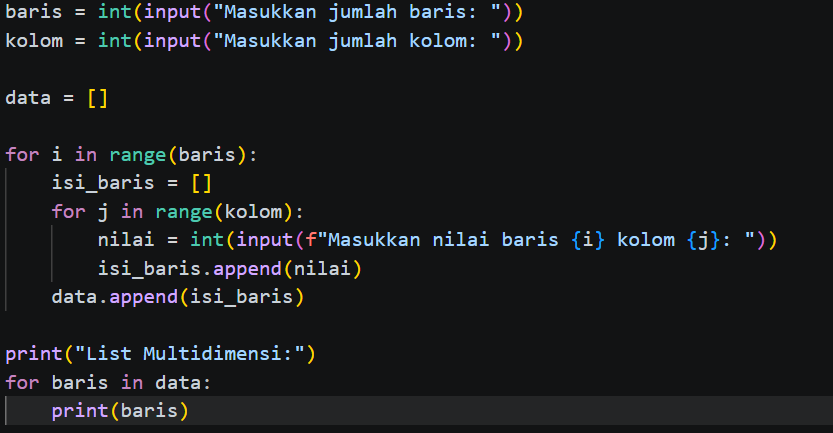 baris = int(input("Masukkan jumlah baris: "))
kolom = int(input("Masukkan jumlah kolom: "))

data = []

for i in range(baris):
    isi_baris = []
    for j in range(kolom):
        nilai = int(input(f"Masukkan nilai baris {i} kolom {j}: "))
        isi_baris.append(nilai)
    data.append(isi_baris)

print("List Multidimensi:")
for baris in data:
    print(baris)